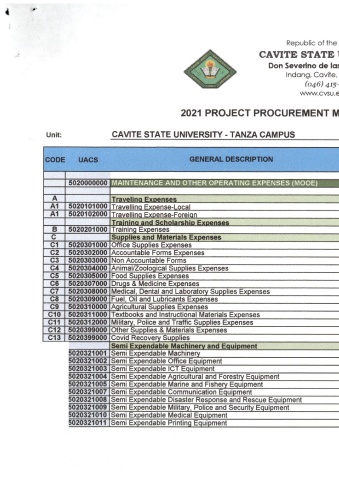 Republic of the
CAVITE STATE
Don Severino de las
Indang, Cavite,
(046) 415-
www.cvsu.e
2021 PROJECT PROCUREMENT M
Unit: CAVITE STATE UNIVERSITY - TANZA CAMPUS
CODE UACS GENERAL DESCRIPTION
5020000000 MAINTENANCE AND OTHER OPERATING EXPENSES (MOOE)
A Traveling Expenses
A1 5020101000 Travelling Expense-Local
A1 5020102000 Travelling Expense-Foreign
Training and Scholarship Expenses
B 5020201000 Training Expenses
C Supplies and Materials Expenses
C1 5020301000 Office Supplies Expenses
C2 5020302000 Accountable Forms Expenses
C3 5020303000 Non Accountable Forms
C4 5020304000 Animal/Zoological Supplies Expenses
C5 5020305000 Food Supplies Expenses
C6 5020307000 Drugs & Medicine Expenses
C7 5020308000 Medical, Dental and Laboratory Supplies Expenses
C8 5020309000 Fuel, Oil and Lubricants Expenses
C9 5020310000 Agricultural Supplies Expenses
C10 5020311000 Textbooks and Instructional Materials Expenses
C11 5020312000 Military, Police and Traffic Supplies Expenses
C12 5020399000 Other Supplies & Materials Expenses
C13 5020399000 Covid Recovery Supplies
Semi Expendable Machinery and Equipment
5020321001 Semi Expendable Machinery
5020321002 Semi Expendable Office Equipment
5020321003 Semi Expendable ICT Equipment
5020321004 Semi Expendable Agricultural and Forestry Equipment
5020321005 Semi Expendable Marine and Fishery Equipment
5020321007 Semi Expendable Communication Equipment
5020321008 Semi Expendable Disaster Response and Rescue Equipment
5020321009 Semi Expendable Military, Police and Security Equipment
5020321010 Semi Expendable Medical Equipment
5020321011 Semi Expendable Printing Equipment